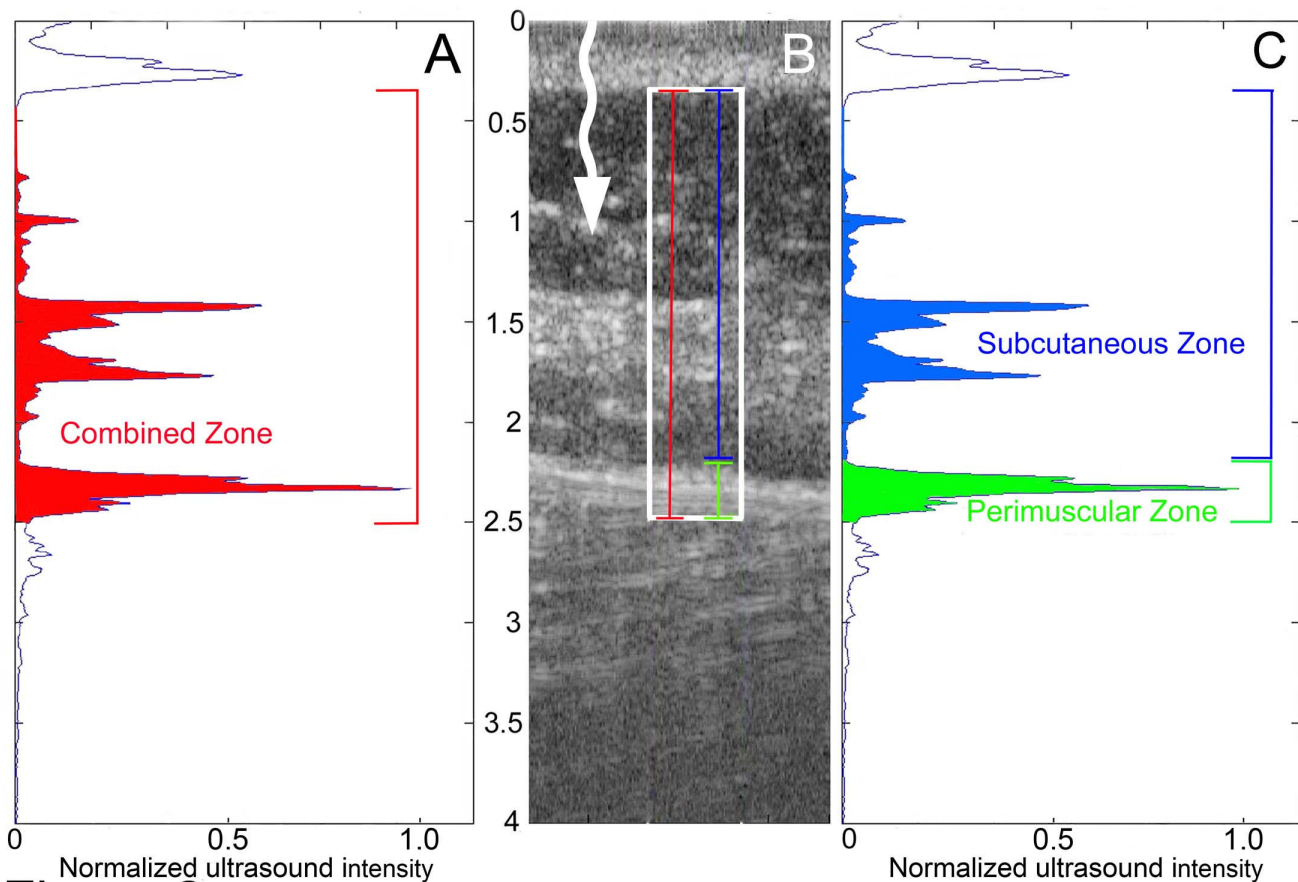 A
B
C
0
0.5
1
1.5
2
2.5
3
3.5
4
Combined Zone
Subcutaneous Zone
Perimuscular Zone
0 0.5 1.0
0 0.5 1.0
Normalized ultrasound intensity
Normalized ultrasound intensity